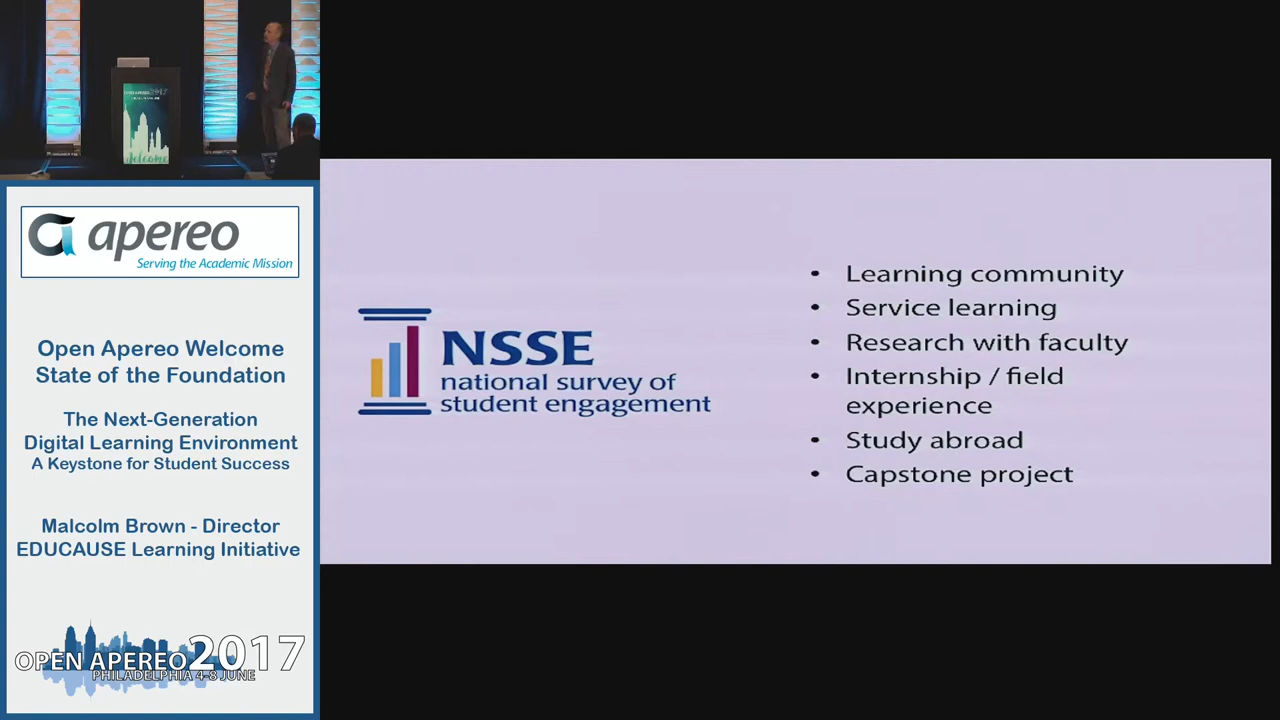 2017
welcome
apereo
Serving the Academic Mission
Open Apereo Welcome
State of the Foundation
The Next-Generation
Digital Learning Environment
A Keystone for Student Success
Malcolm Brown - Director
EDUCAUSE Learning Initiative
OPEN APEREO 2017
PHILADELPHIA 4-8 JUNE
NSSE
national survey of
student engagement
• Learning community
• Service learning
• Research with faculty
• Internship / field
experience
• Study abroad
• Capstone project